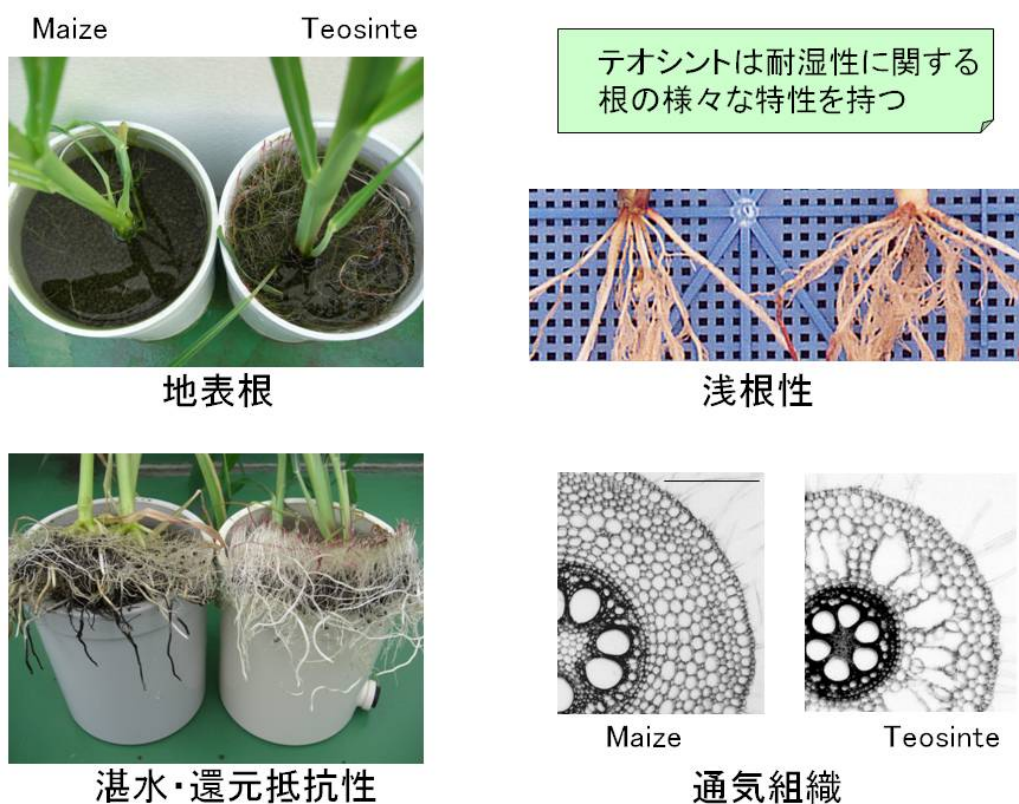 Maize
Teosinte
テオシントは耐湿性に関する
根の様々な特性を持つ
地表根
浅根性
湛水・還元抵抗性
Maize
Teosinte
通気組織